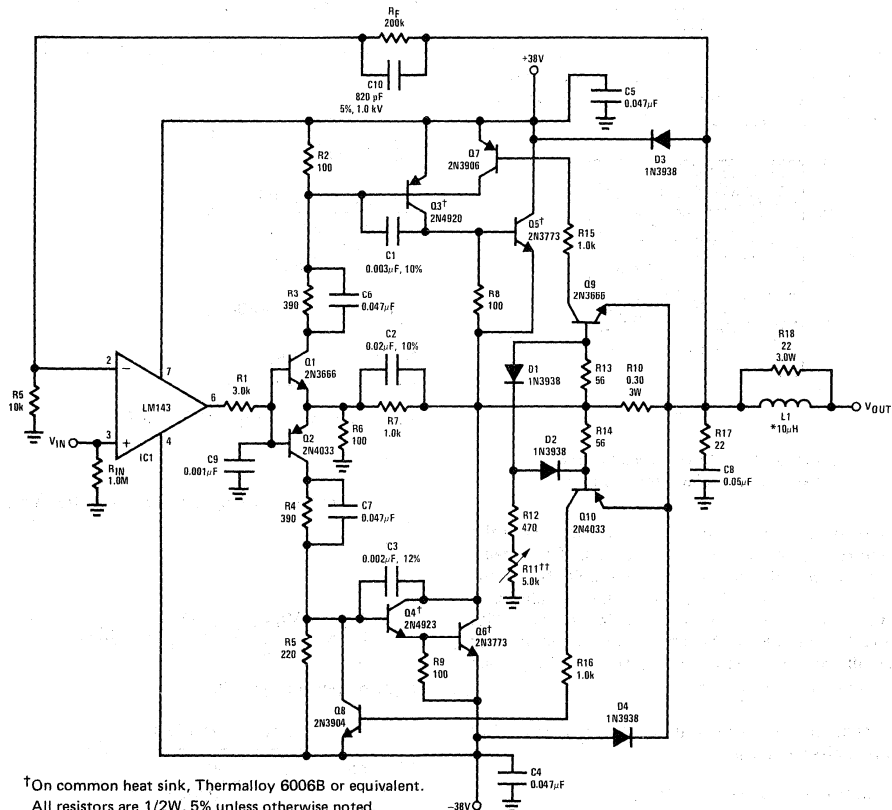 RF
200k
C10
820 pF
5%, 1.0 kV
+38V
C5
0.047μF
R2
100
Q7
2N3906
D3
1N3938
Q3†
2N4920
Q5†
2N3773
R15
1.0k
C1
0.003μF, 10%
Q9
2N3666
R3
390
C6
0.047μF
R8
100
C2
0.02μF, 10%
R18
22
3.0W
2
7
R5
10k
LM143
6
R1
3.0k
Q1
2N3666
D1
1N3938
R13
56
R10
0.30
3W
L1
*10μH
VOUT
VIN
3
4
IC1
RIN
1.0M
Q2
2N4033
R6
100
R7
1.0k
D2
1N3938
R14
56
R17
22
C9
0.001μF
C8
0.05μF
R4
390
C7
0.047μF
R12
470
Q10
2N4033
C3
0.002μF, 12%
R11††
5.0k
Q4†
2N4923
Q6†
2N3773
R5
220
R9
100
R16
1.0k
Q8
2N3904
D4
1N3938
C4
0.047μF
-38V
†On common heat sink, Thermalloy 6006B or equivalent.
All resistors are 1/2W, 5% unless otherwise noted